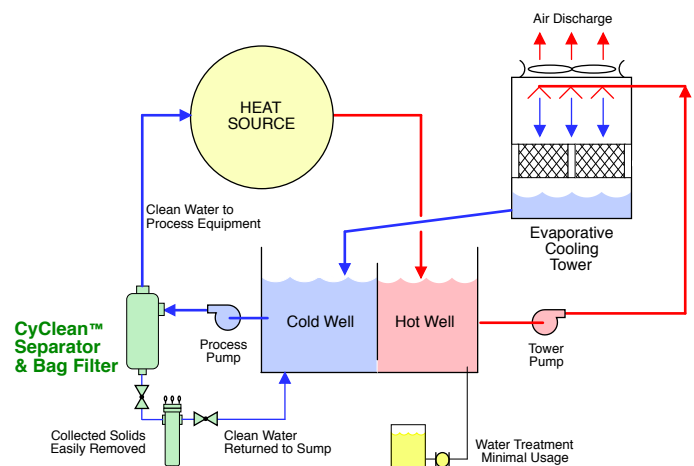 Air Discharge
HEAT
SOURCE
Clean Water to
Process Equipment
Evaporative
Cooling
Tower
Cold Well
Hot Well
CyClean™
Separator
& Bag Filter
Process
Pump
Tower
Pump
Collected Solids
Easily Removed
Clean Water
Returned to Sump
Water Treatment
Minimal Usage